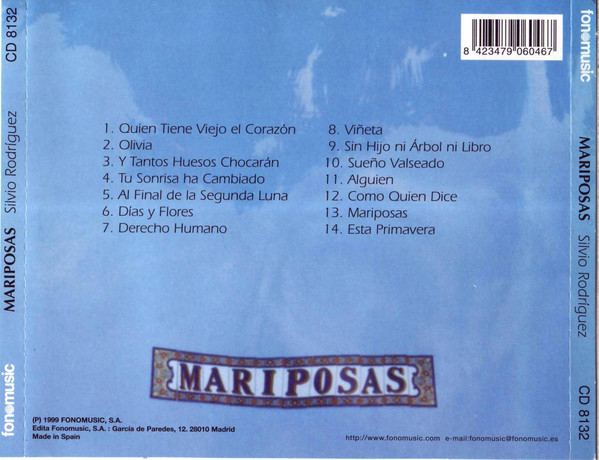 fonomusic
MARIPOSAS Silvio Rodríguez
CD 8132
8 423479 060467
1. Quien Tiene Viejo el Corazón
2. Olivia
3. Y Tantos Huesos Chocarán
4. Tu Sonrisa ha Cambiado
5. Al Final de la Segunda Luna
6. Días y Flores
7. Derecho Humano
8. Viñeta
9. Sin Hijo ni Árbol ni Libro
10. Sueño Valseado
11. Alguien
12. Como Quien Dice
13. Mariposas
14. Esta Primavera
MARIPOSAS
(P) 1999 FONOMUSIC, S.A.
Edita Fonomusic, S.A. : García de Paredes, 12. 28010 Madrid
Made in Spain
http://www.fonomusic.com e-mail:fonomusic@fonomusic.es
fonomusic
MARIPOSAS Silvio Rodríguez
CD 8132